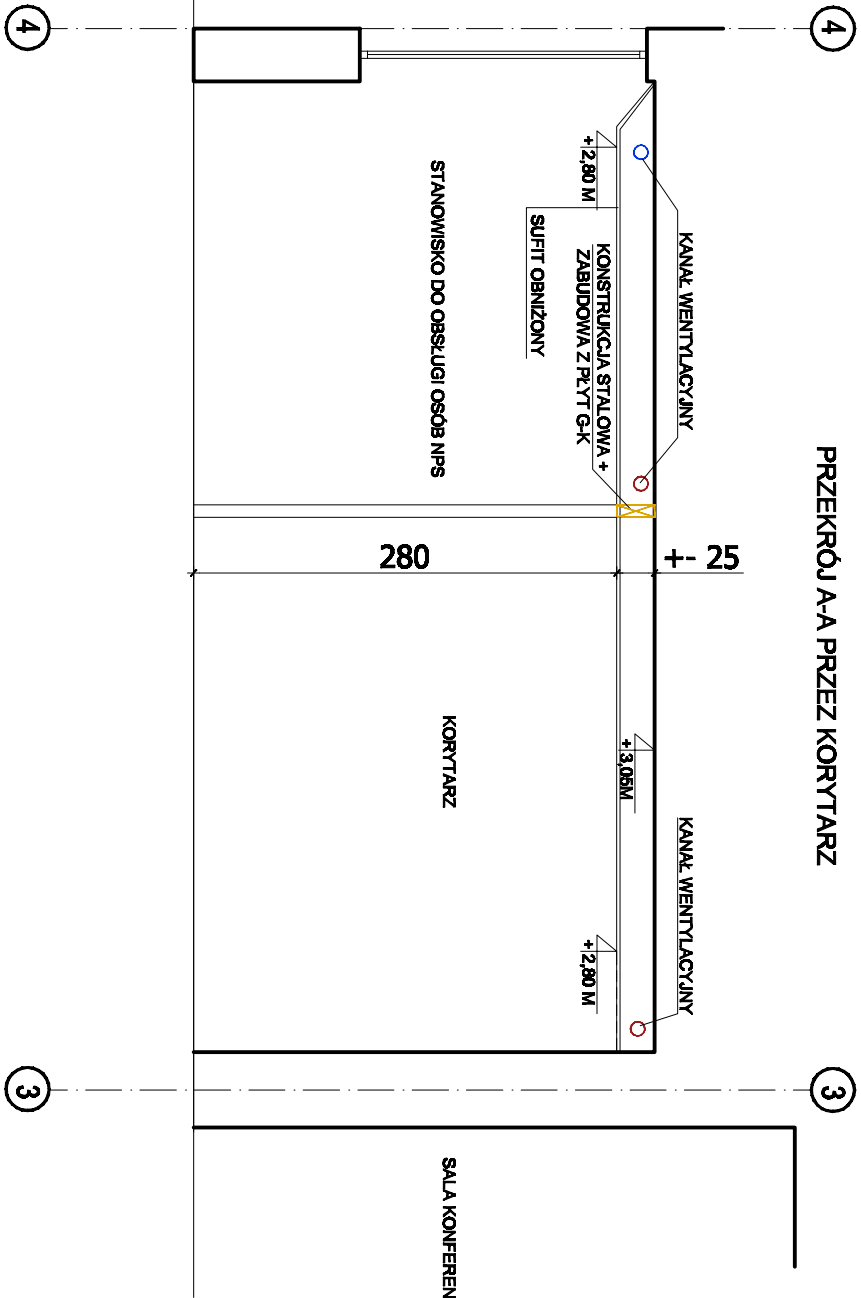 PRZEKRÓJ A-A PRZEZ KORYTARZ
4
3
KANAŁ WENTYLACYJNY
KANAŁ WENTYLACYJNY
+- 25
+ 3,05M
KONSTRUKCJA STALOWA +
ZABUDOWA Z PŁYT G-K
+ 2,80 M
+ 2,80 M
SUFIT OBNIŻONY
STANOWISKO DO OBSŁUGI OSÓB NPS
280
KORYTARZ
SALA KONFEREN
4
3